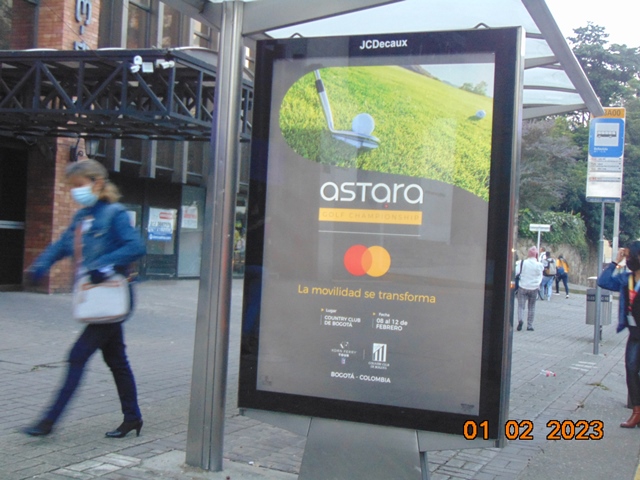 JCDecaux
astara
GOLF CHAMPIONSHIP
La movilidad se transforma
Lugar
COUNTRY CLUB
DE BOGOTÁ
Fecha
08 al 12 de
FEBRERO
BOGOTÁ - COLOMBIA
01 02 2023